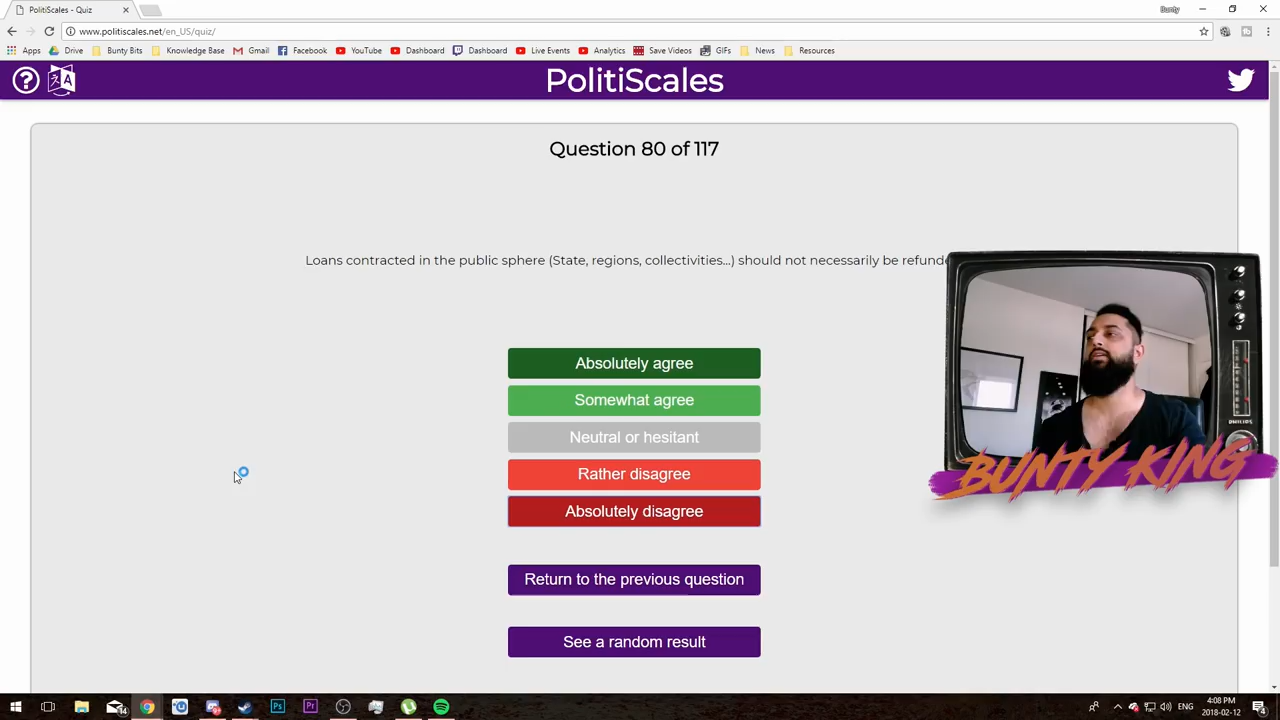 PolitiScales - Quiz
Bunty
www.politiscales.net/en_US/quiz/
Apps Drive Bunty Bits Knowledge Base Gmail Facebook YouTube Dashboard Dashboard Live Events Analytics Save Videos GIFs News Resources
PolitiScales
Question 80 of 117
Loans contracted in the public sphere (State, regions, collectivities...) should not necessarily be
Absolutely agree
Somewhat agree
Neutral or hesitant
Rather disagree
Absolutely disagree
Return to the previous question
See a random result
PHILIPS
BUNTY KING
ENG
4:08 PM
2018-02-12